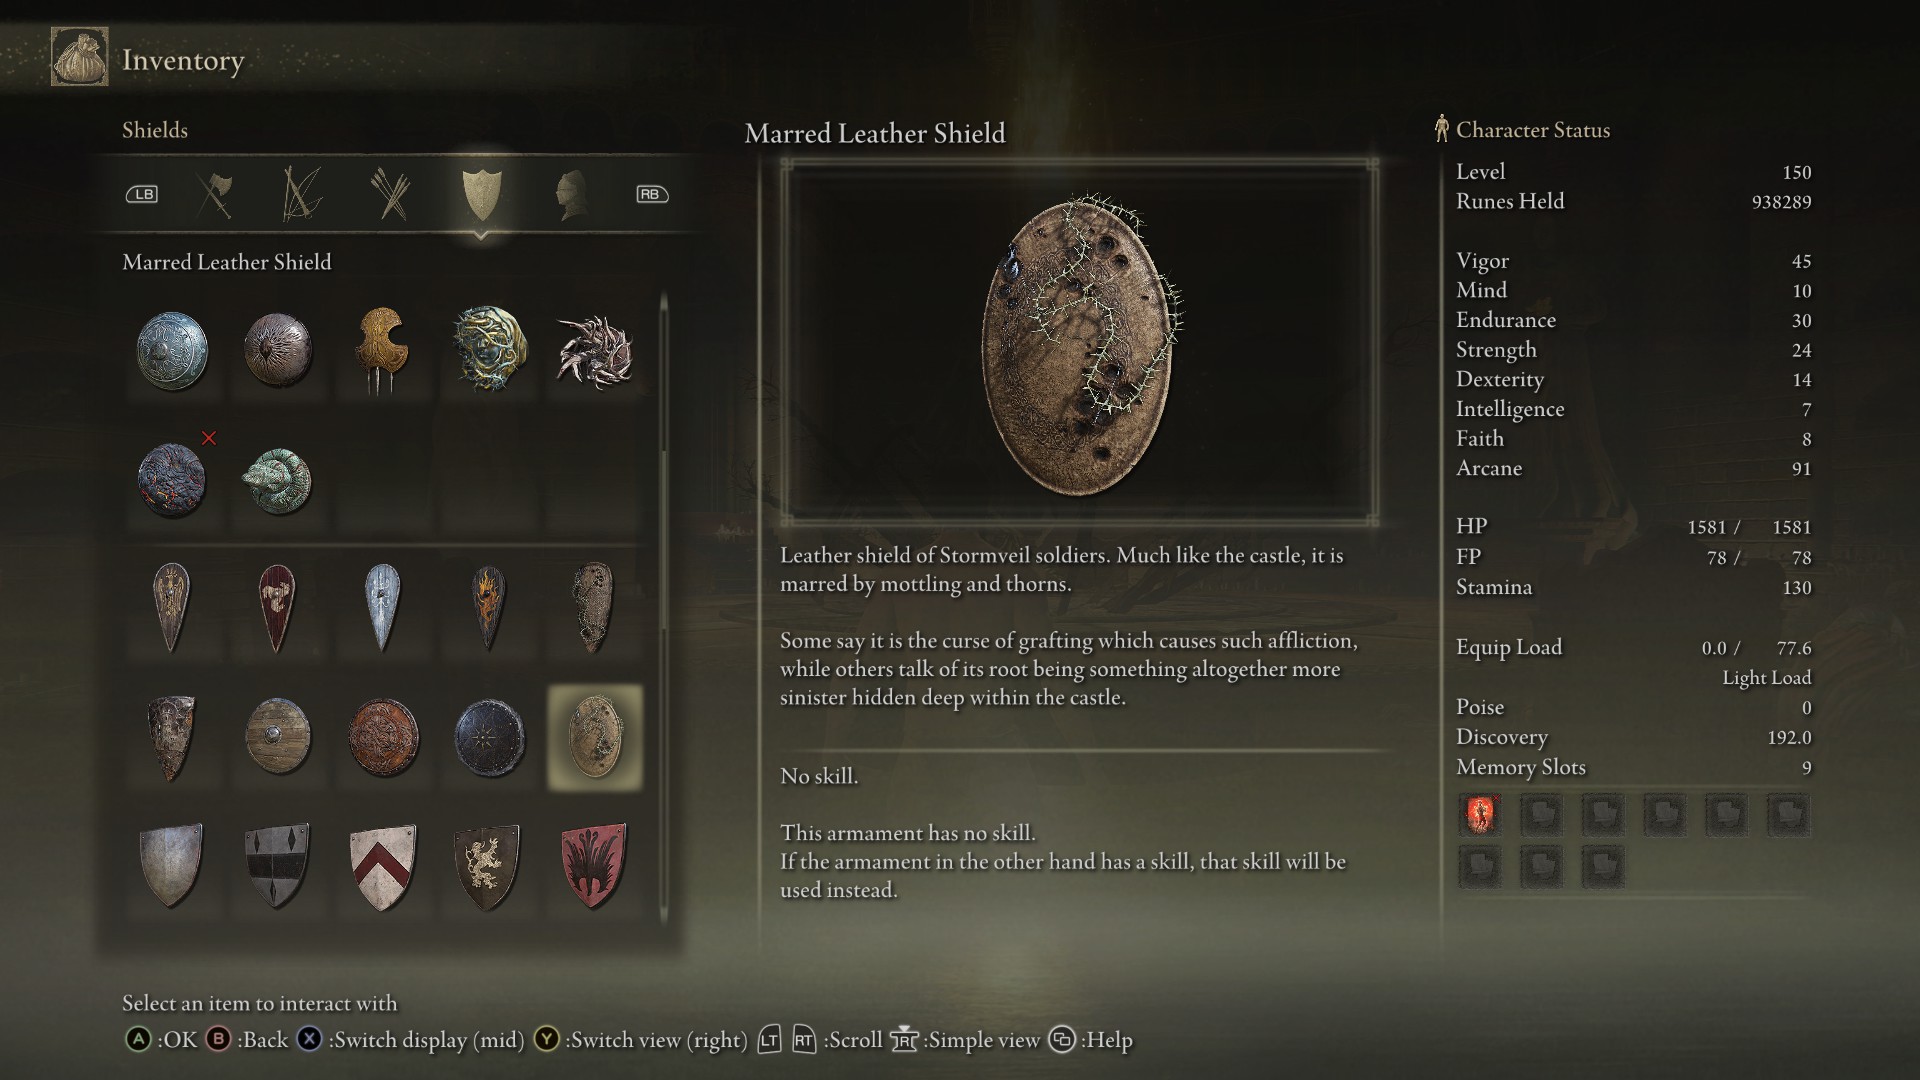 Inventory
Shields
LB
RB
Marred Leather Shield
Marred Leather Shield
Leather shield of Stormveil soldiers. Much like the castle, it is
marred by mottling and thorns.
Some say it is the curse of grafting which causes such affliction,
while others talk of its root being something altogether more
sinister hidden deep within the castle.
No skill.
This armament has no skill.
If the armament in the other hand has a skill, that skill will be
used instead.
Character Status
Level 150
Runes Held 938289
Vigor 45
Mind 10
Endurance 30
Strength 24
Dexterity 14
Intelligence 7
Faith 8
Arcane 91
HP 1581 / 1581
FP 78 / 78
Stamina 130
Equip Load 0.0 / 77.6
Light Load
Poise 0
Discovery 192.0
Memory Slots 9
Select an item to interact with
A :OK B :Back X :Switch display (mid) Y :Switch view (right) LT RT :Scroll R :Simple view :Help